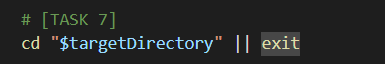 # [TASK 7]
cd "$targetDirectory" || exit